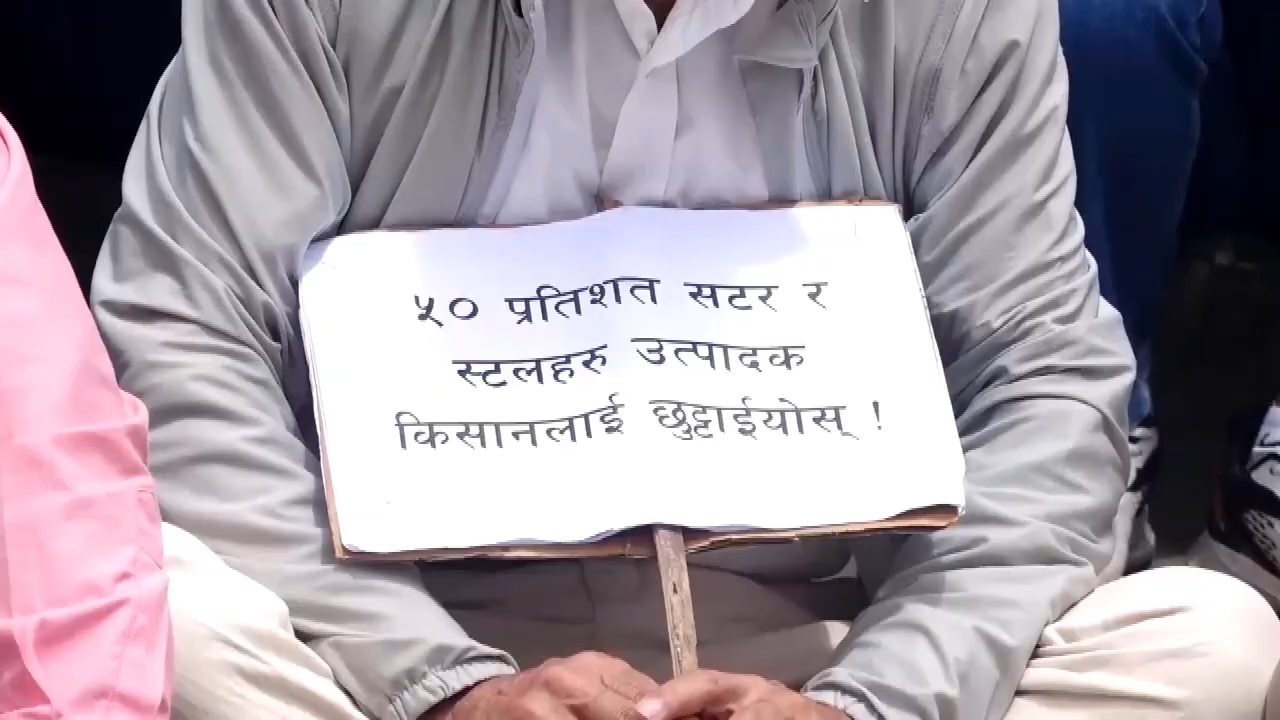 ५० प्रतिशत सटर र
स्टलहरु उत्पादक
किसानलाई छुट्टाईयोस् !